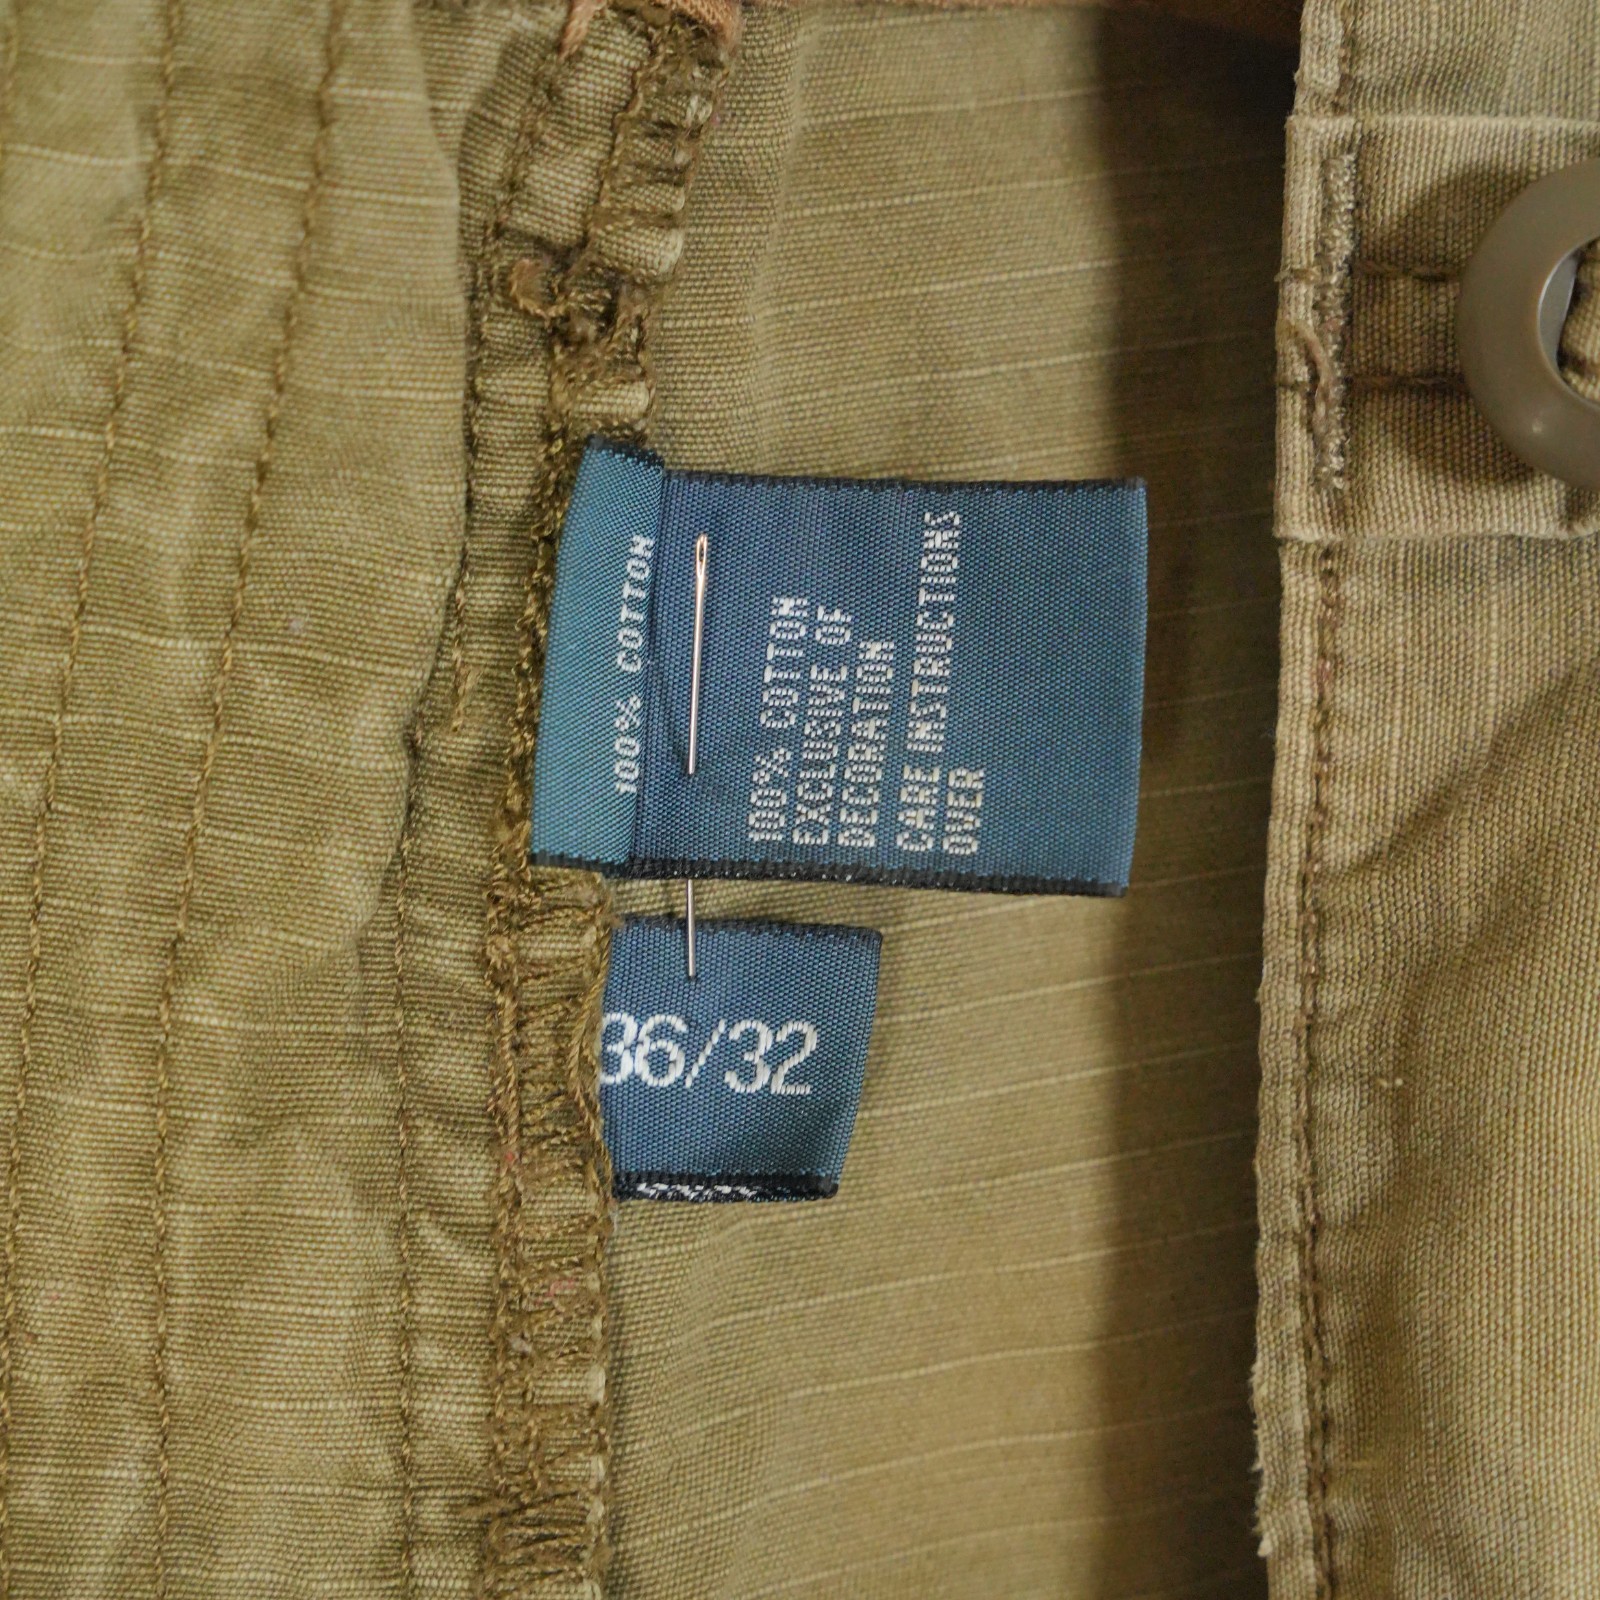 100% COTTON
100% COTTON
EXCLUSIVE OF
DECORATION
CARE INSTRUCTIONS
OVER
36/32